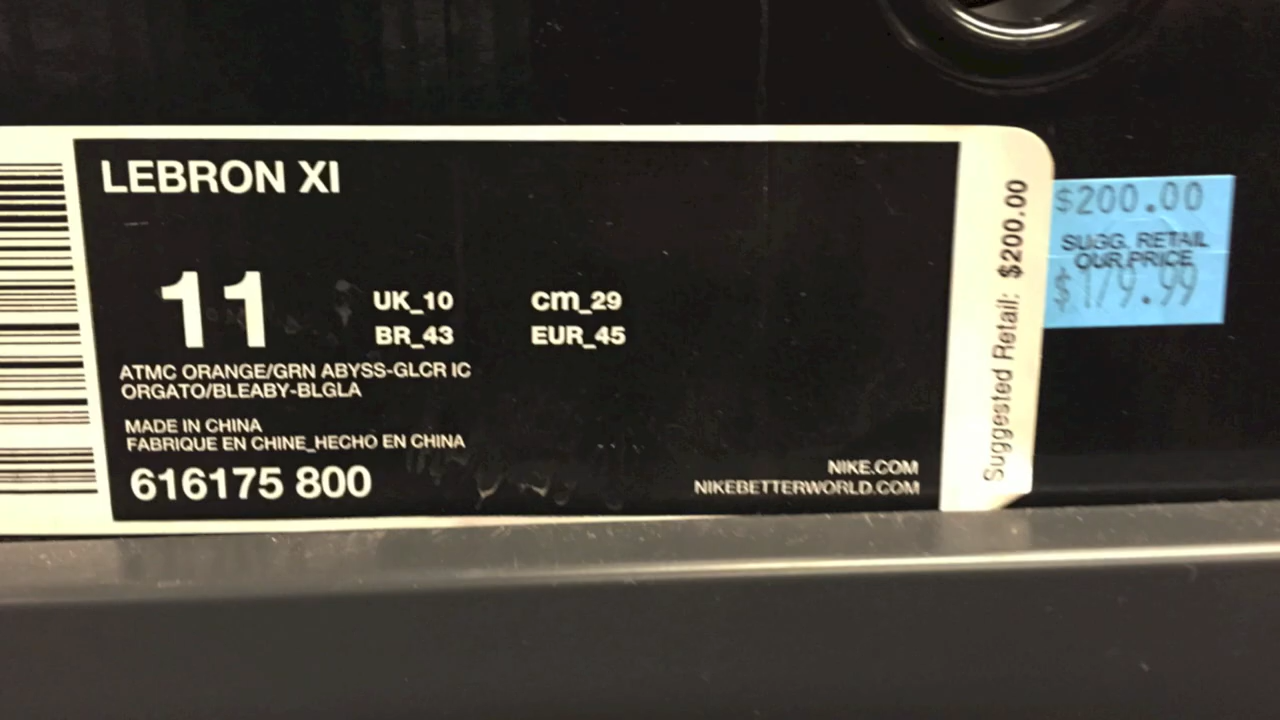 LEBRON XI
11
UK_10
cm_29
BR_43
EUR_45
ATMC ORANGE/GRN ABYSS-GLCR IC
ORGATO/BLEABY-BLGLA
MADE IN CHINA
FABRIQUE EN CHINE_HECHO EN CHINA
616175 800
NIKE.COM
NIKEBETTERWORLD.COM
Suggested Retail: $200.00
$200.00
SUGG. RETAIL
OUR PRICE
$179.99